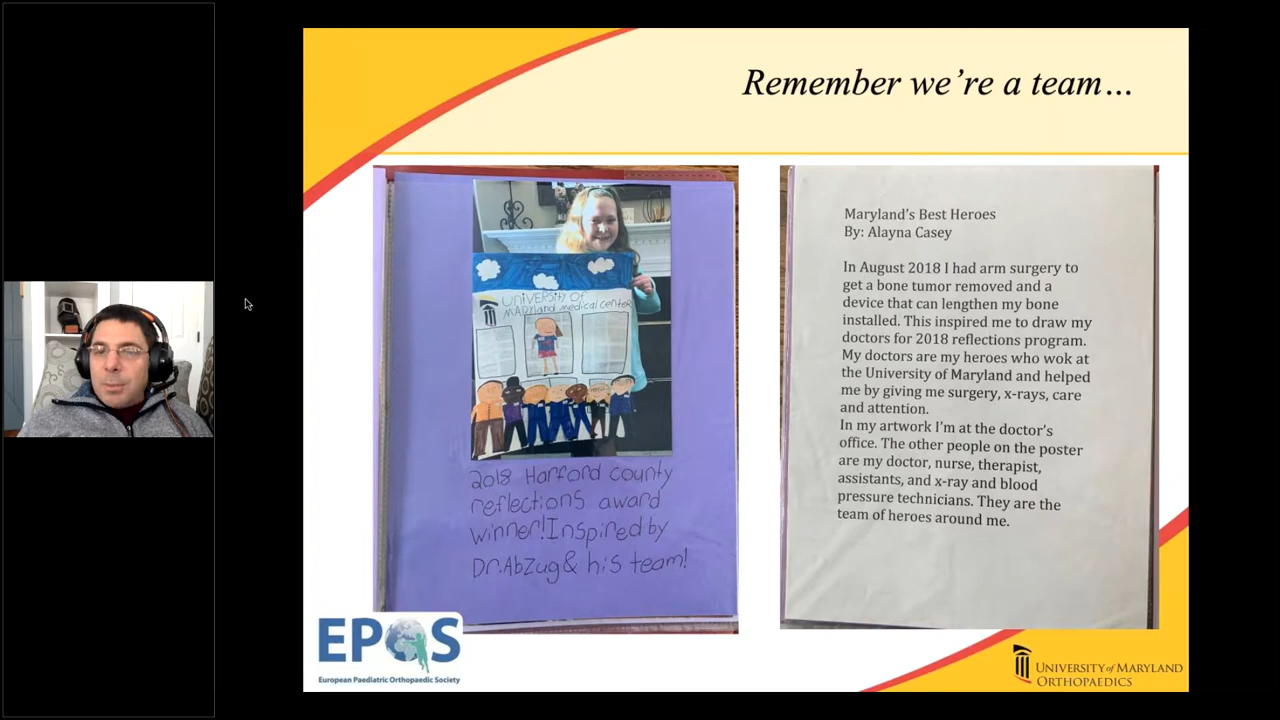 Remember we're a team…
UNIVERSITY OF
MARYland medical center
2018 Harford county
reflections award
winner! Inspired by
Dr. AbZug & his team!
Maryland's Best Heroes
By: Alayna Casey
In August 2018 I had arm surgery to
get a bone tumor removed and a
device that can lengthen my bone
installed. This inspired me to draw my
doctors for 2018 reflections program.
My doctors are my heroes who wok at
the University of Maryland and helped
me by giving me surgery, x-rays, care
and attention.
In my artwork I'm at the doctor's
office. The other people on the poster
are my doctor, nurse, therapist,
assistants, and x-ray and blood
pressure technicians. They are the
team of heroes around me.
EPOS
European Paediatric Orthopaedic Society
UNIVERSITY of MARYLAND
ORTHOPAEDICS